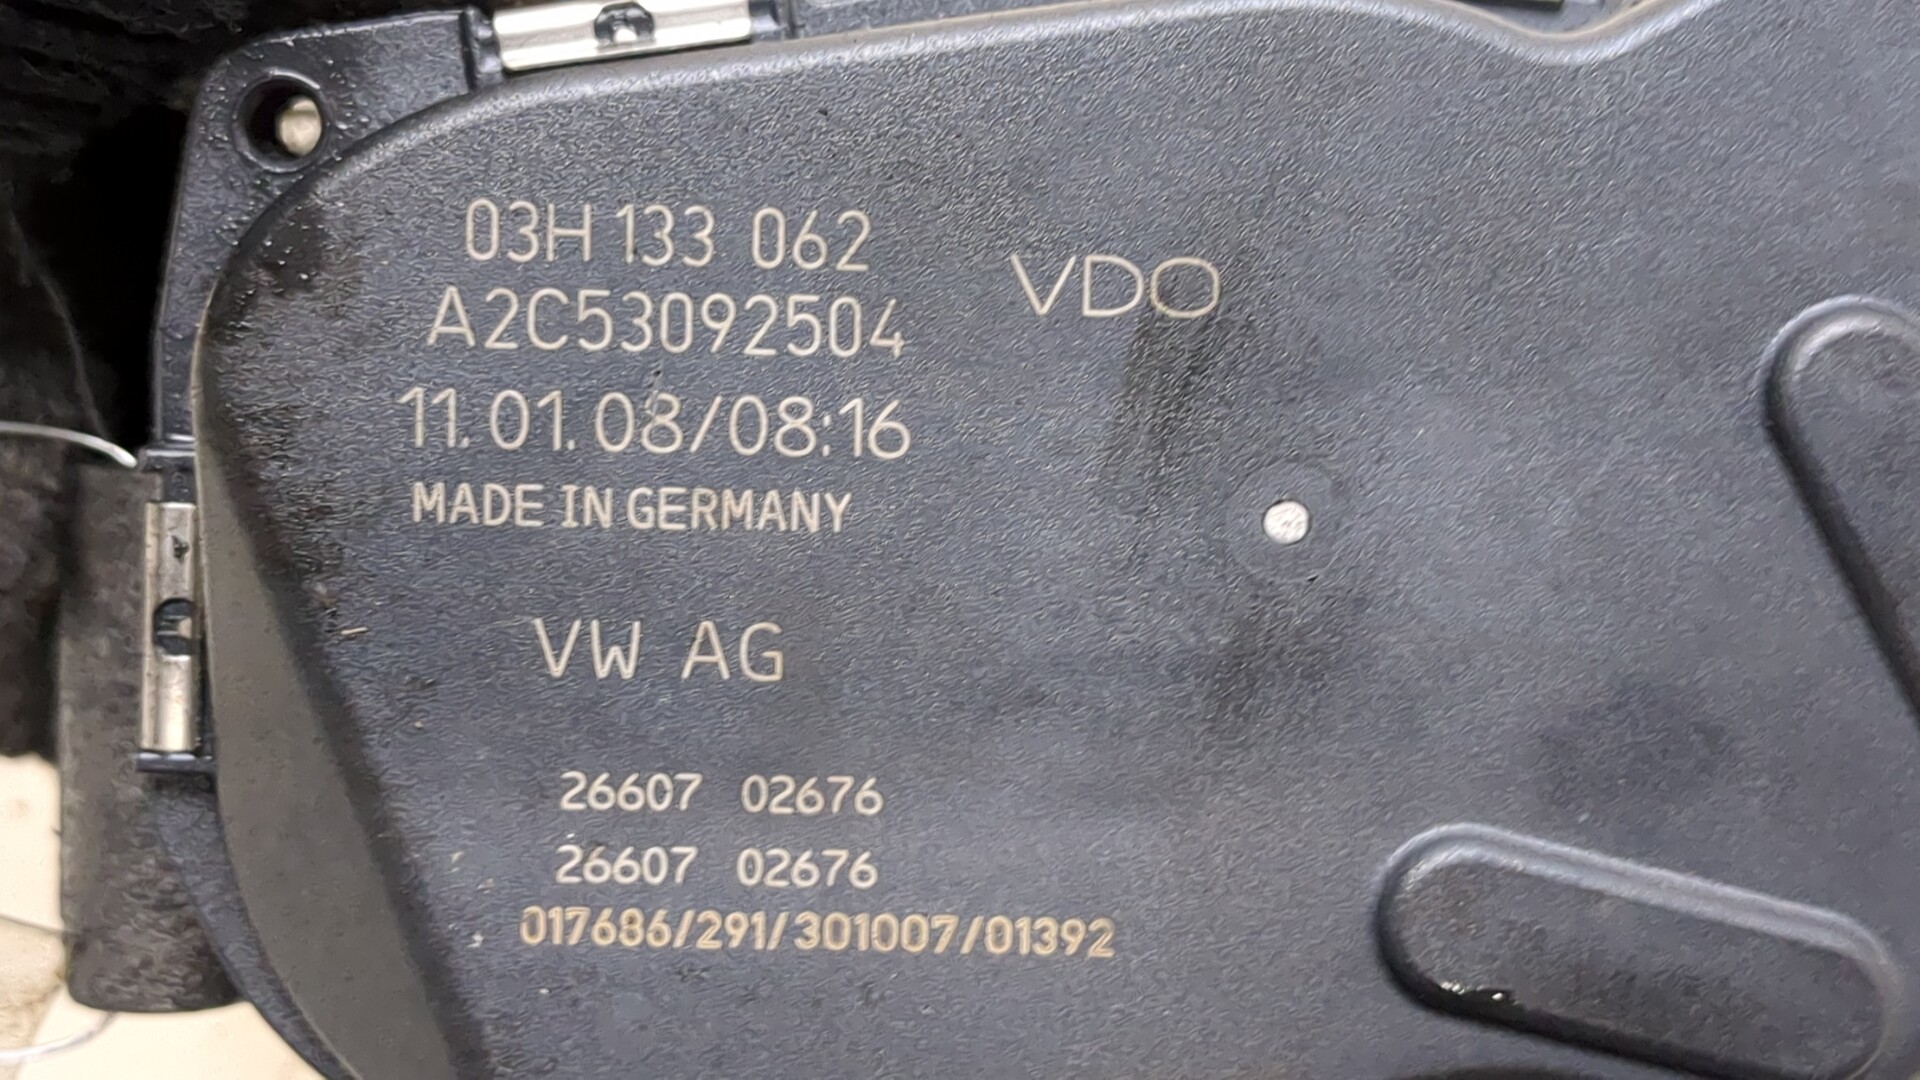 03H 133 062
A2C53092504
VDO
11.01.08/08:16
MADE IN GERMANY
VW AG
26607 02676
26607 02676
017686/291/301007/01392